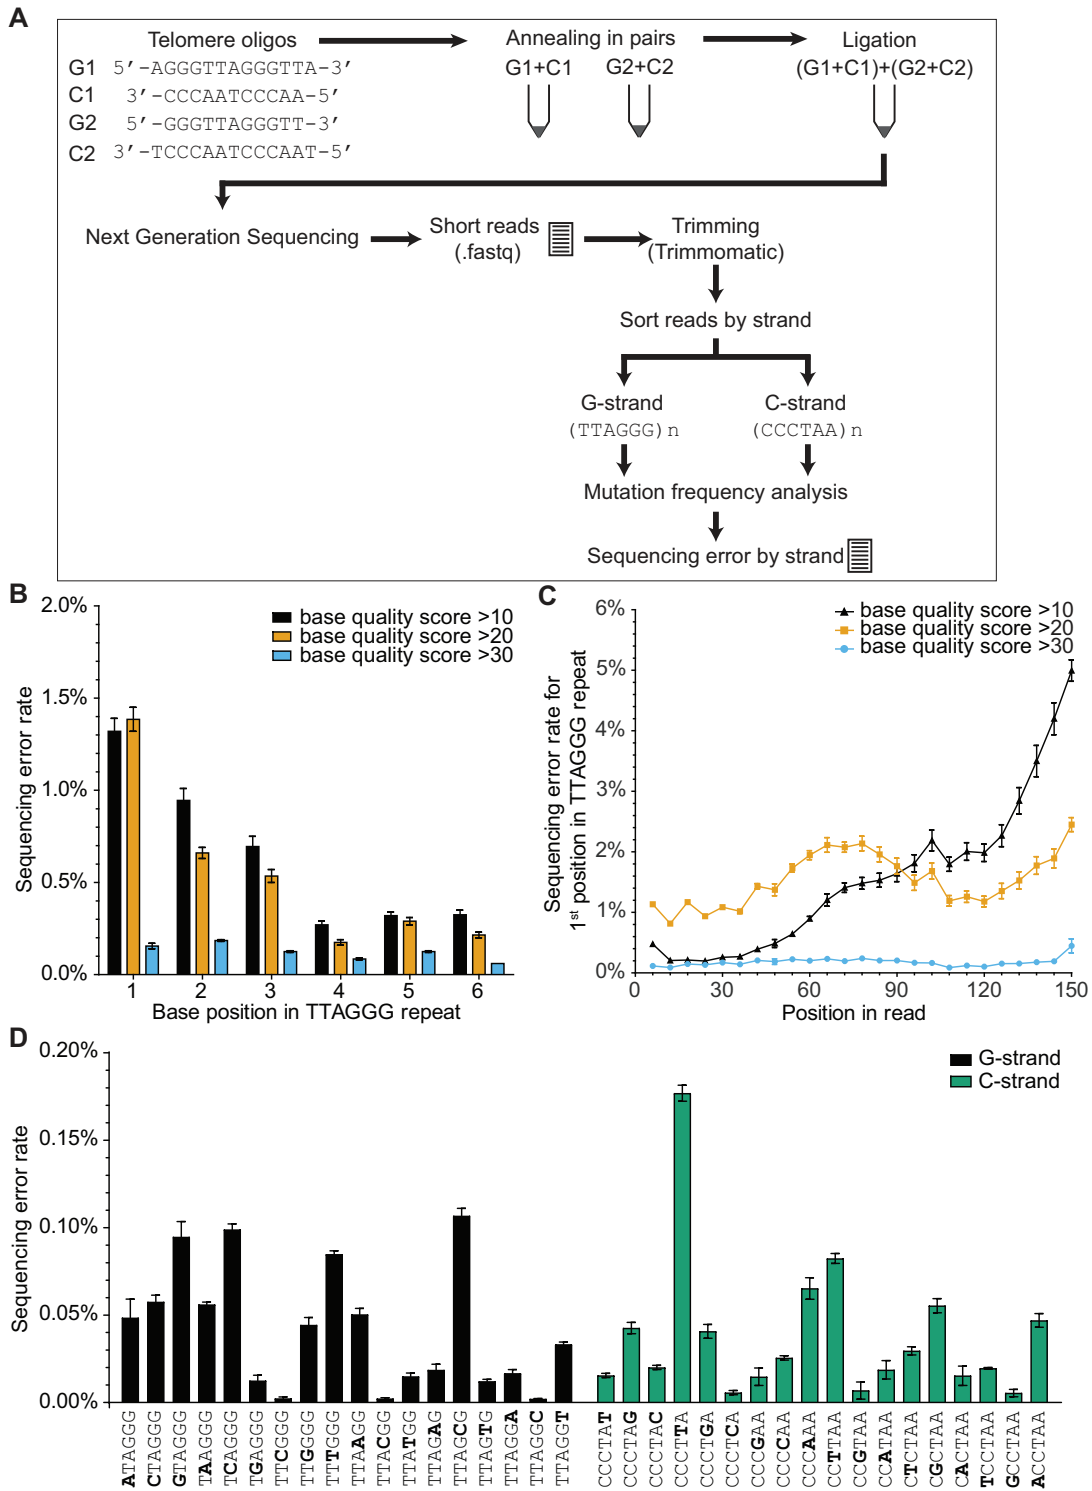 A
Telomere oligos
Annealing in pairs
Ligation
G1 5′-AGGGTTAGGGTTA-3′
G1+C1 G2+C2
(G1+C1)+(G2+C2)
C1 3′-CCCAATCCCAA-5′
G2 5′-GGGTTAGGGTT-3′
C2 3′-TCCCAATCCCAAT-5′
Next Generation Sequencing
Short reads
(.fastq)
Trimming
(Trimmomatic)
Sort reads by strand
G-strand
(TTAGGG)n
C-strand
(CCCTAA)n
Mutation frequency analysis
Sequencing error by strand
B
base quality score >10
base quality score >20
base quality score >30
Sequencing error rate
2.0%
1.5%
1.0%
0.5%
0.0%
1 2 3 4 5 6
Base position in TTAGGG repeat
C
base quality score >10
base quality score >20
base quality score >30
Sequencing error rate for
1st position in TTAGGG repeat
6%
5%
4%
3%
2%
1%
0%
0 30 60 90 120 150
Position in read
D
G-strand
C-strand
Sequencing error rate
0.20%
0.15%
0.10%
0.05%
0.00%
ATAGGG
CTAGGG
GTAGGG
TAAGGG
TCAGGG
TGAGGG
TTCGGG
TTGGGG
TTTGGG
TTAAGG
TTACGG
TTATGG
TTAGAG
TTAGCG
TTAGTG
TTAGGA
TTAGGC
TTAGGT
CCCTAT
CCCTAG
CCCTAC
CCCTTA
CCCTGA
CCCTCA
CCCGAA
CCCCAA
CCCAAA
CCTTAA
CCGTAA
CCATAA
CTCTAA
CGCTAA
CACTAA
TCCTAA
GCCTAA
ACCTAA